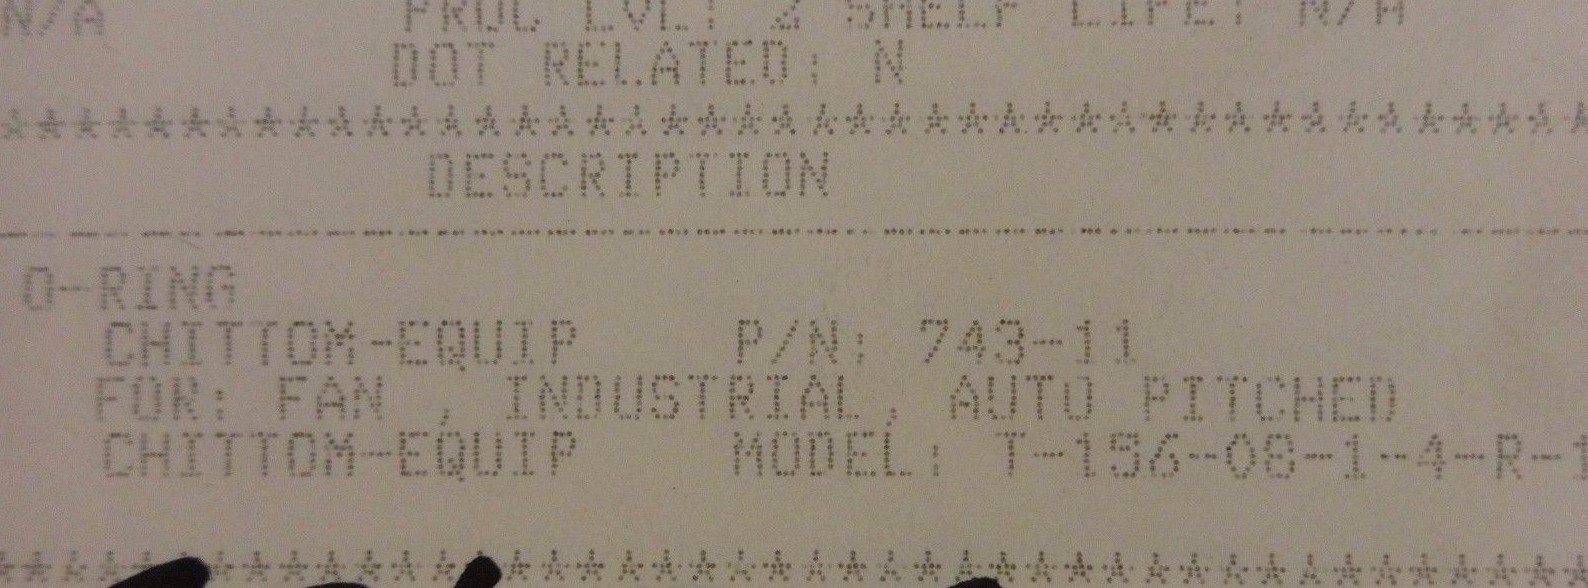 N/A PROC LVL: 2 SHELF LIFE: N/A
DOT RELATED: N
****************************************
DESCRIPTION
--------------------------------------------------
O-RING
CHITTOM-EQUIP P/N: 743-11
FOR: FAN , INDUSTRIAL, AUTO PITCHED
CHITTOM-EQUIP MODEL: T-156-08-1-4-R-1
****************************************